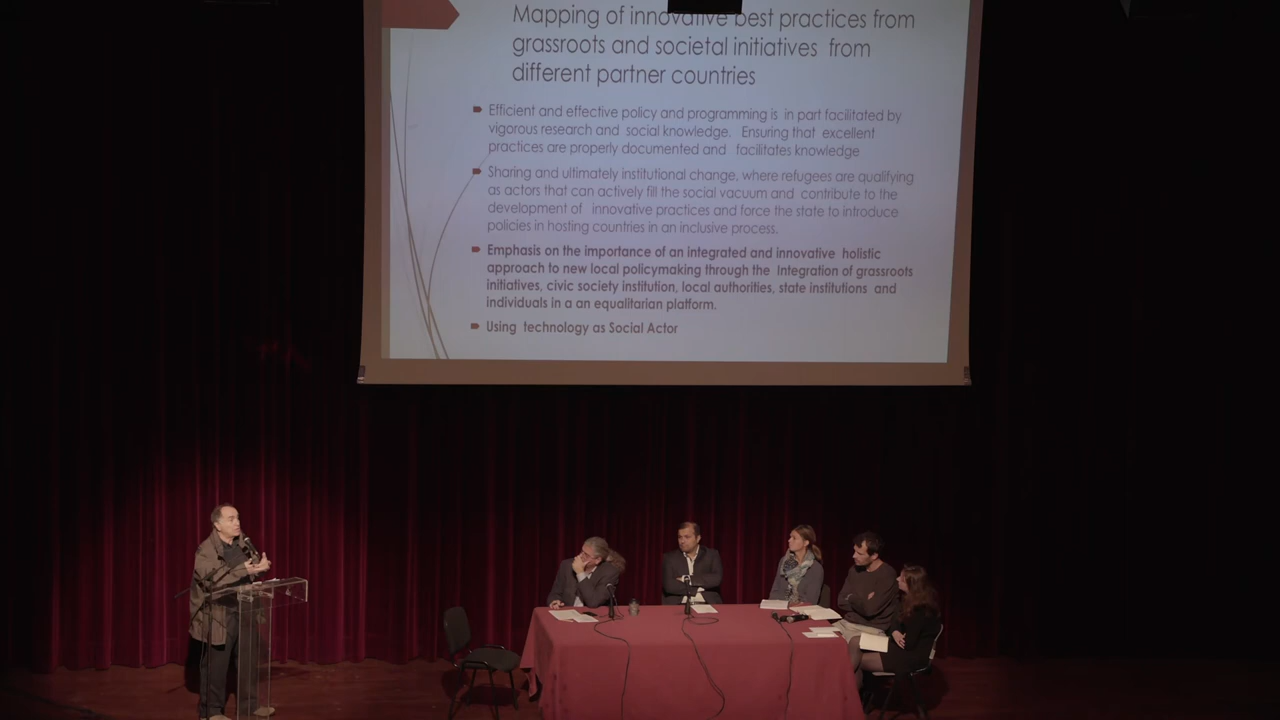 Mapping of innovative best practices from
grassroots and societal initiatives from
different partner countries
Efficient and effective policy and programming is in part facilitated by
vigorous research and social knowledge. Ensuring that excellent
practices are properly documented and facilitates knowledge
Sharing and ultimately institutional change, where refugees are qualifying
as actors that can actively fill the social vacuum and contribute to the
development of innovative practices and force the state to introduce
policies in hosting countries in an inclusive process.
Emphasis on the importance of an integrated and innovative holistic
approach to new local policymaking through the Integration of grassroots
initiatives, civic society institution, local authorities, state institutions and
individuals in a an equalitarian platform.
Using technology as Social Actor